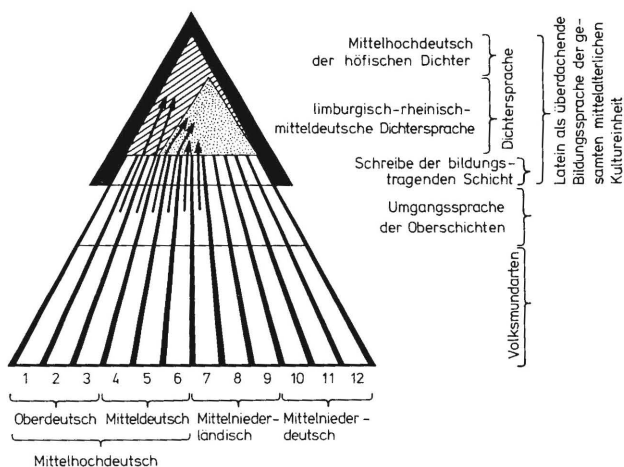 Mittelhochdeutsch
der höfischen Dichter
limburgisch-rheinisch-
mitteldeutsche Dichtersprache
Dichtersprache
Schreibe der bildungs-
tragenden Schicht
Latein als überdachende
Bildungssprache der ge-
samten mittelalterlichen
Kultureinheit
Umgangssprache
der Oberschichten
Volksmundarten
1 2 3 4 5 6 7 8 9 10 11 12
Oberdeutsch Mitteldeutsch Mittelnieder- Mittelnieder-
ländisch deutsch
Mittelhochdeutsch